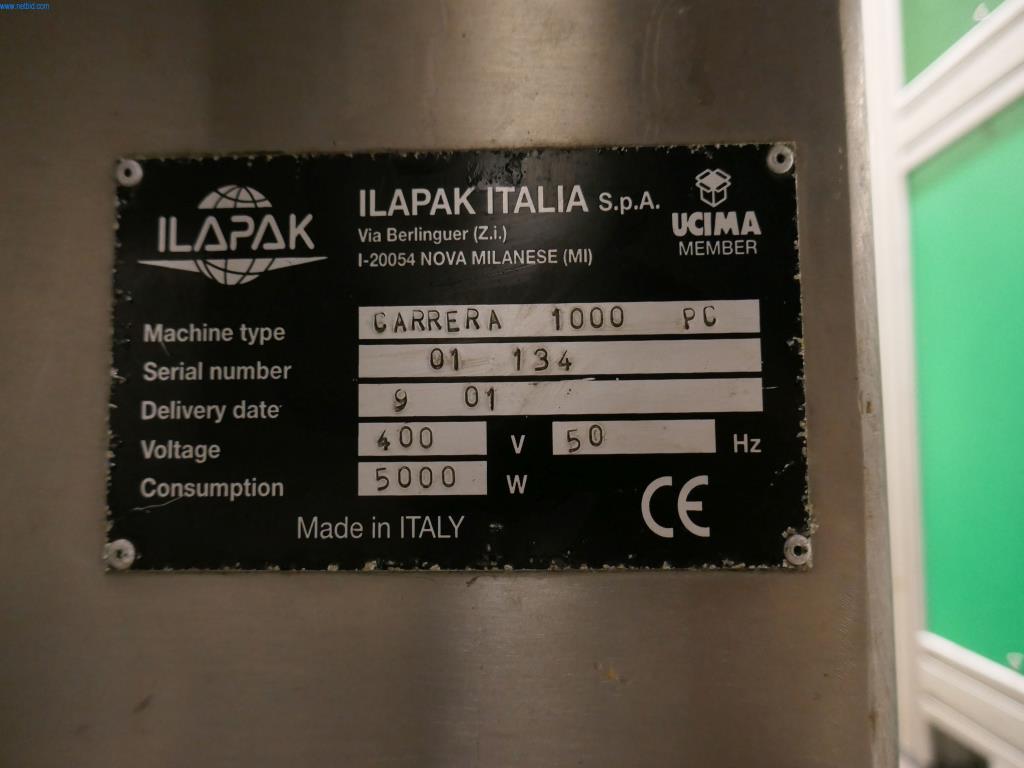 www.netbid.com
ILAPAK
ILAPAK ITALIA S.p.A.
Via Berlinguer (Z.i.)
I-20054 NOVA MILANESE (MI)
UCIMA
MEMBER
Machine type CARRERA 1000 PC
Serial number 01 134
Delivery date 9 01
Voltage 400 V 50 Hz
Consumption 5000 W
Made in ITALY
CE